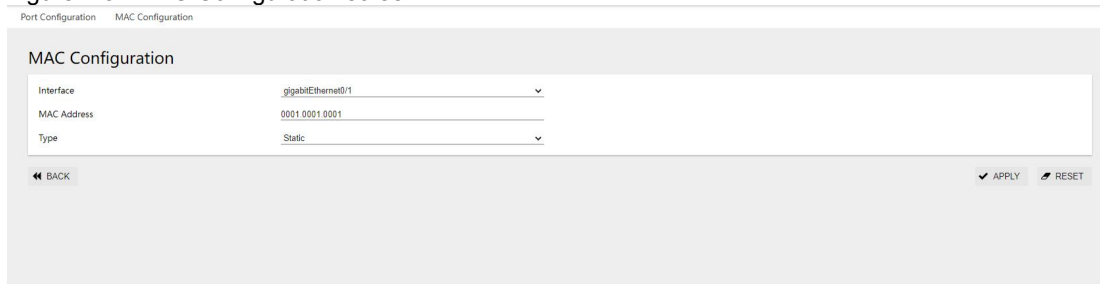 Port Configuration MAC Configuration
MAC Configuration
Interface gigabitEthernet0/1
MAC Address 0001.0001.0001
Type Static
BACK APPLY RESET